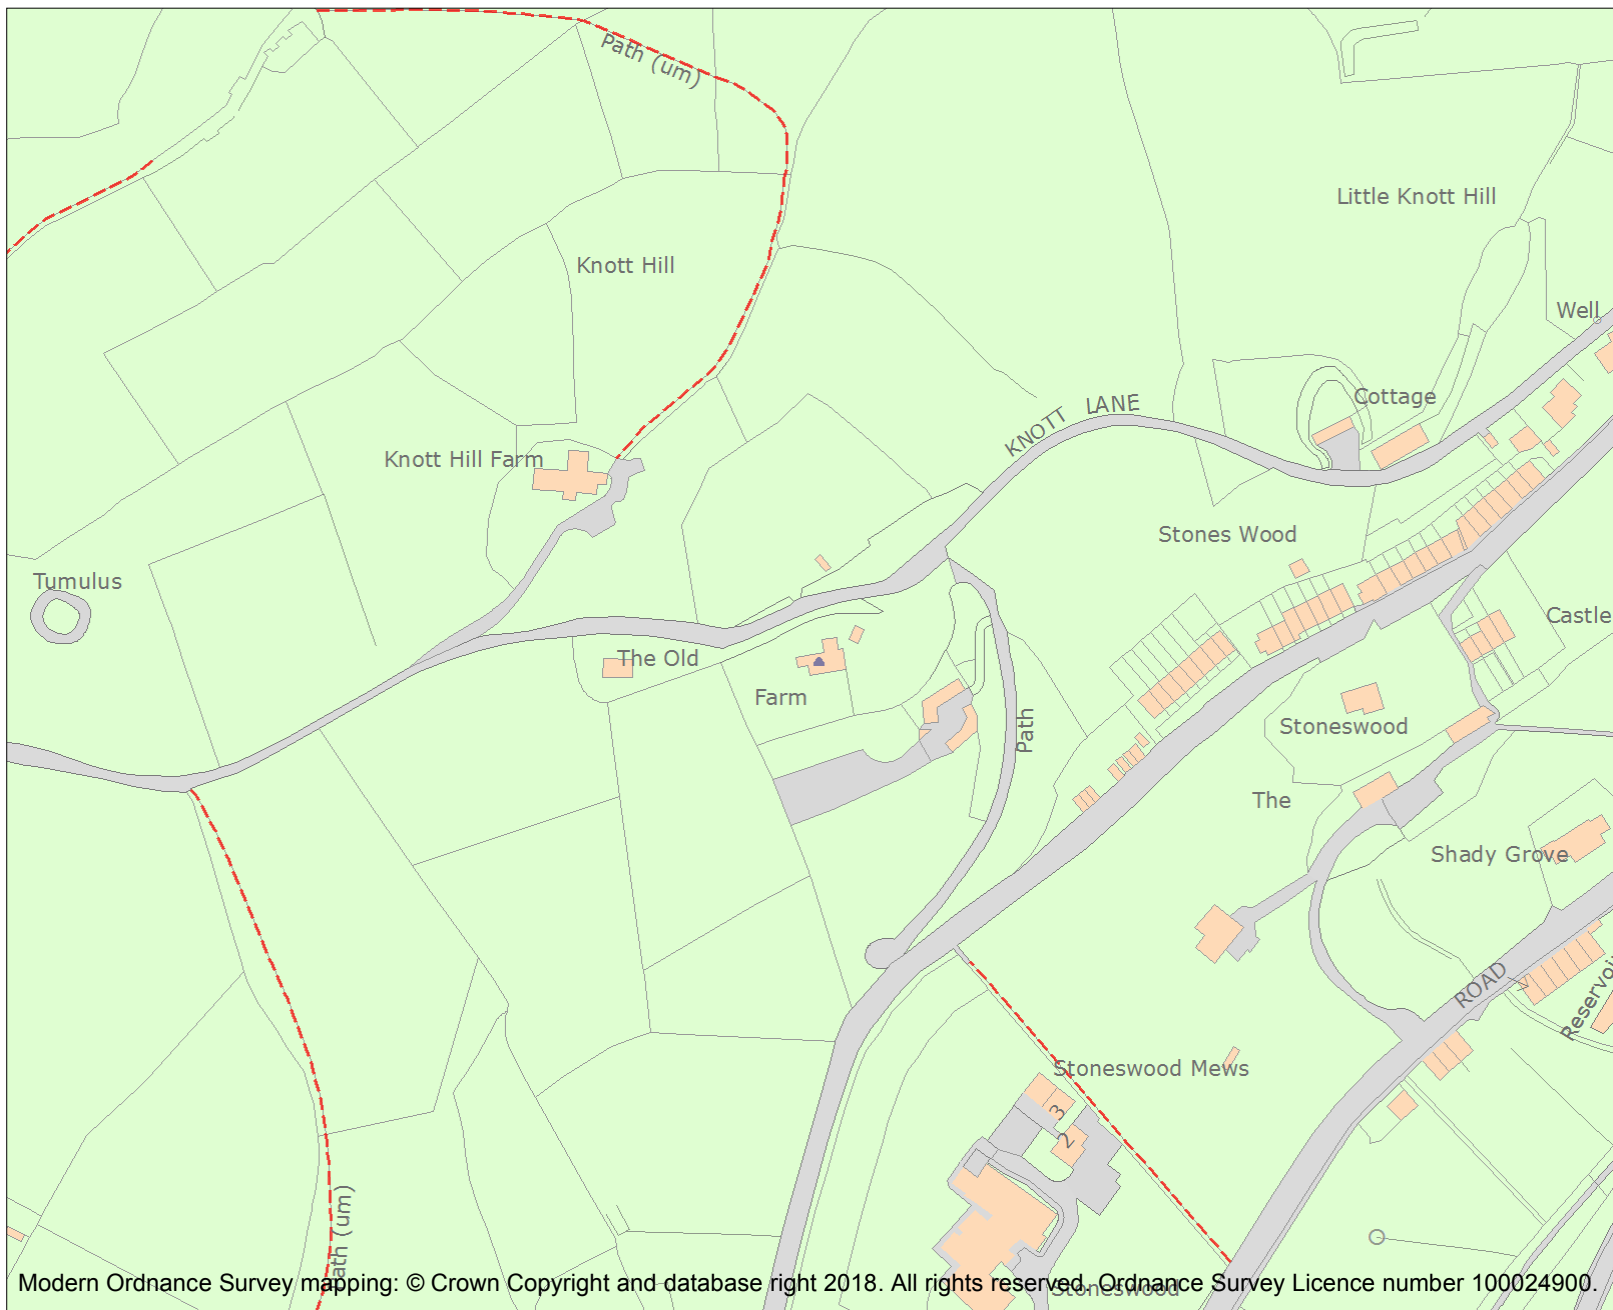 Path (um)
Little Knott Hill
Knott Hill
Well
Cottage
KNOTT LANE
Knott Hill Farm
Stones Wood
Tumulus
Castle
The Old
Farm
Path
Stoneswood
The
Shady Grove
ROAD
Stoneswood Mews
3
2
Path (um)
Stoneswood
Modern Ordnance Survey mapping: © Crown Copyright and database right 2018. All rights reserved. Ordnance Survey Licence number 100024900.